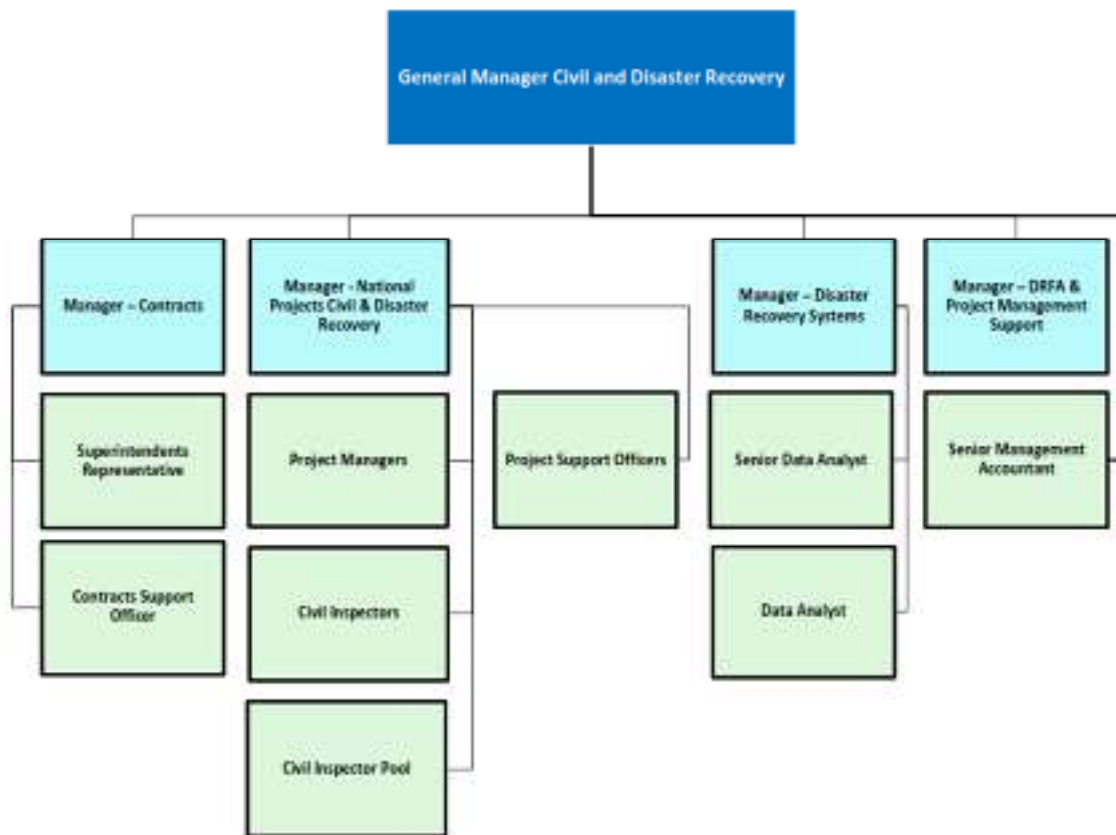 General Manager Civil and Disaster Recovery
Manager – Contracts
Manager - National
Projects Civil & Disaster
Recovery
Manager – Disaster
Recovery Systems
Manager – DRFA &
Project Management
Support
Superintendents
Representative
Project Managers
Project Support Officers
Senior Data Analyst
Senior Management
Accountant
Contracts Support
Officer
Civil Inspectors
Data Analyst
Civil Inspector Pool